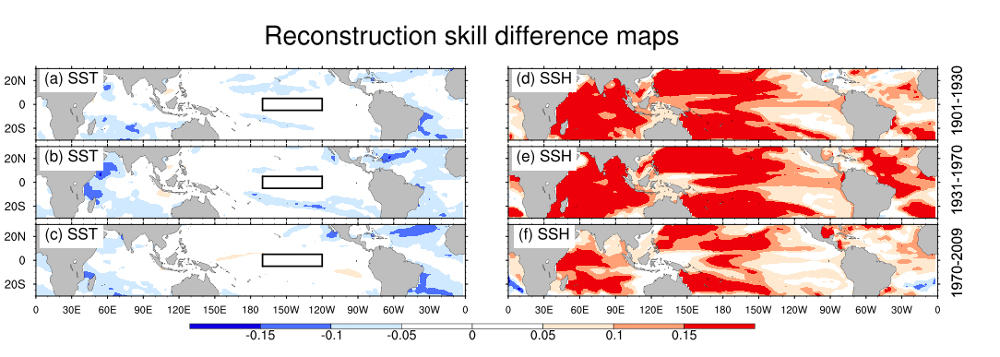 Reconstruction skill difference maps
(a) SST
20N
0
20S
(b) SST
20N
0
20S
(c) SST
20N
0
20S
0 30E 60E 90E 120E 150E 180 150W 120W 90W 60W 30W 0
(d) SSH
1901-1930
(e) SSH
1931-1970
(f) SSH
1970-2009
0 30E 60E 90E 120E 150E 180 150W 120W 90W 60W 30W 0
-0.15 -0.1 -0.05 0 0.05 0.1 0.15